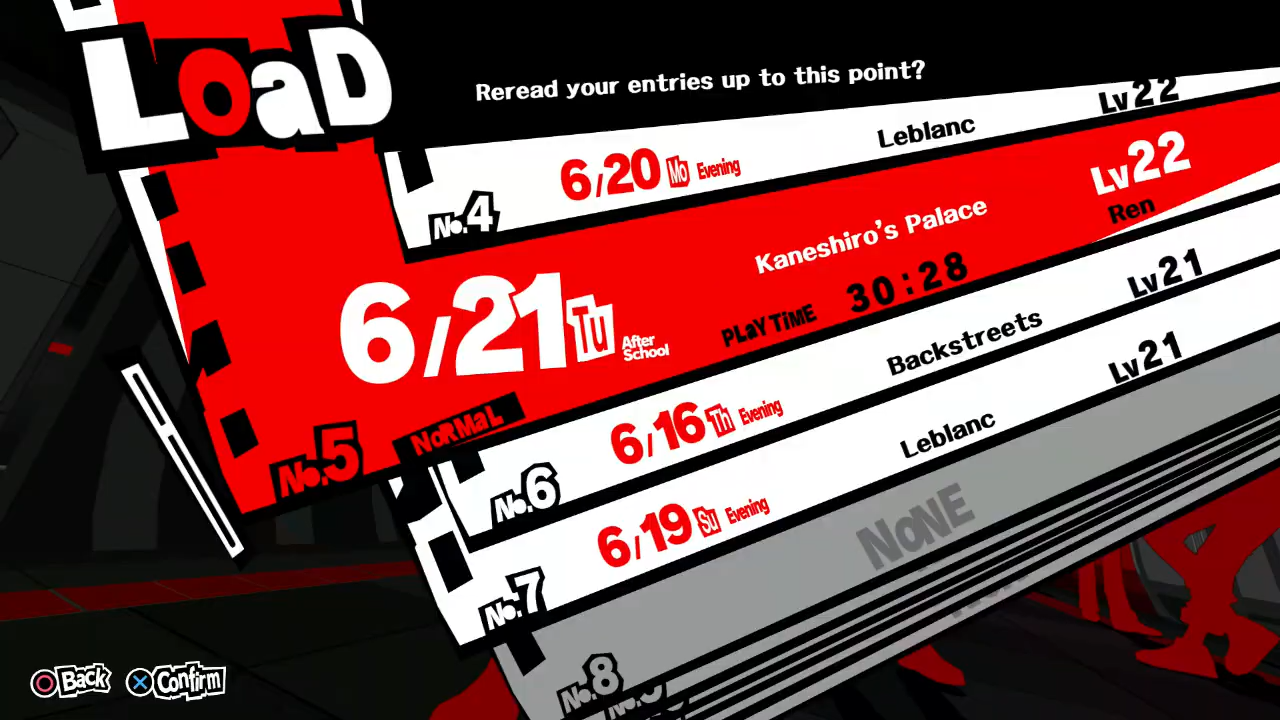 LoaD
Reread your entries up to this point?
No.4 6/20 Mo Evening Leblanc Lv22
No.5 6/21 Tu After School Kaneshiro's Palace Lv22
Ren
PLaY TiME 30:28
NoRMaL
No.6 6/16 Th Evening Backstreets Lv21
No.7 6/19 Su Evening Leblanc Lv21
No.8 NoNE
No.9
Back Confirm